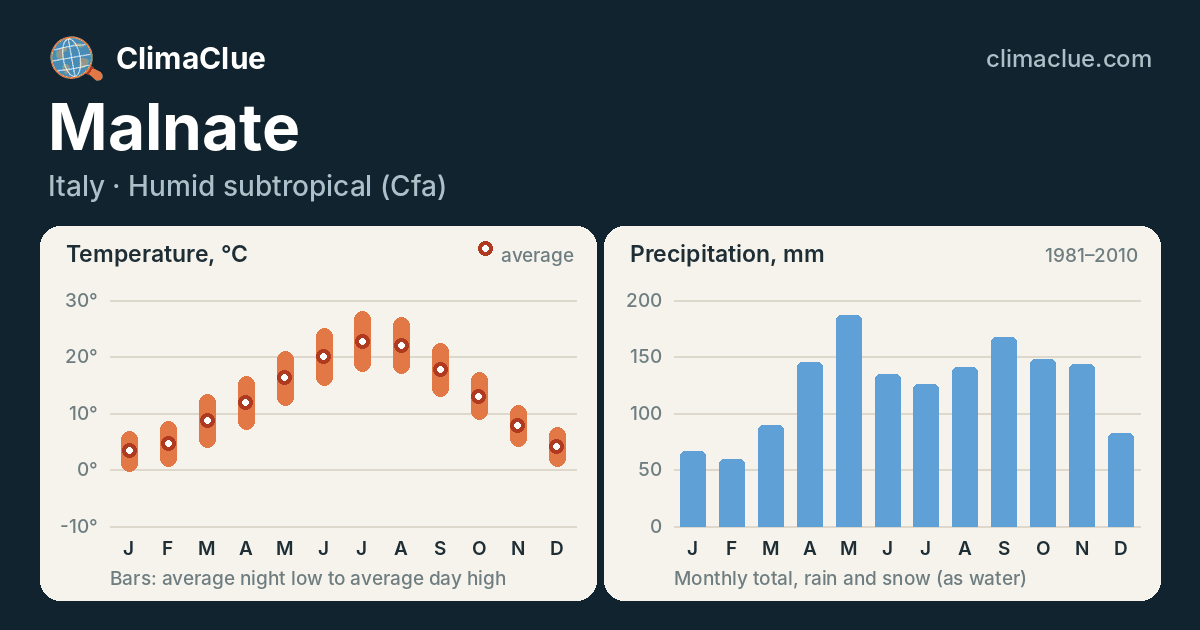 ClimaClue
climaclue.com
Malnate
Italy · Humid subtropical (Cfa)
Temperature, °C
average
30°
20°
10°
0°
-10°
J F M A M J J A S O N D
Bars: average night low to average day high
Precipitation, mm
1981–2010
200
150
100
50
0
J F M A M J J A S O N D
Monthly total, rain and snow (as water)